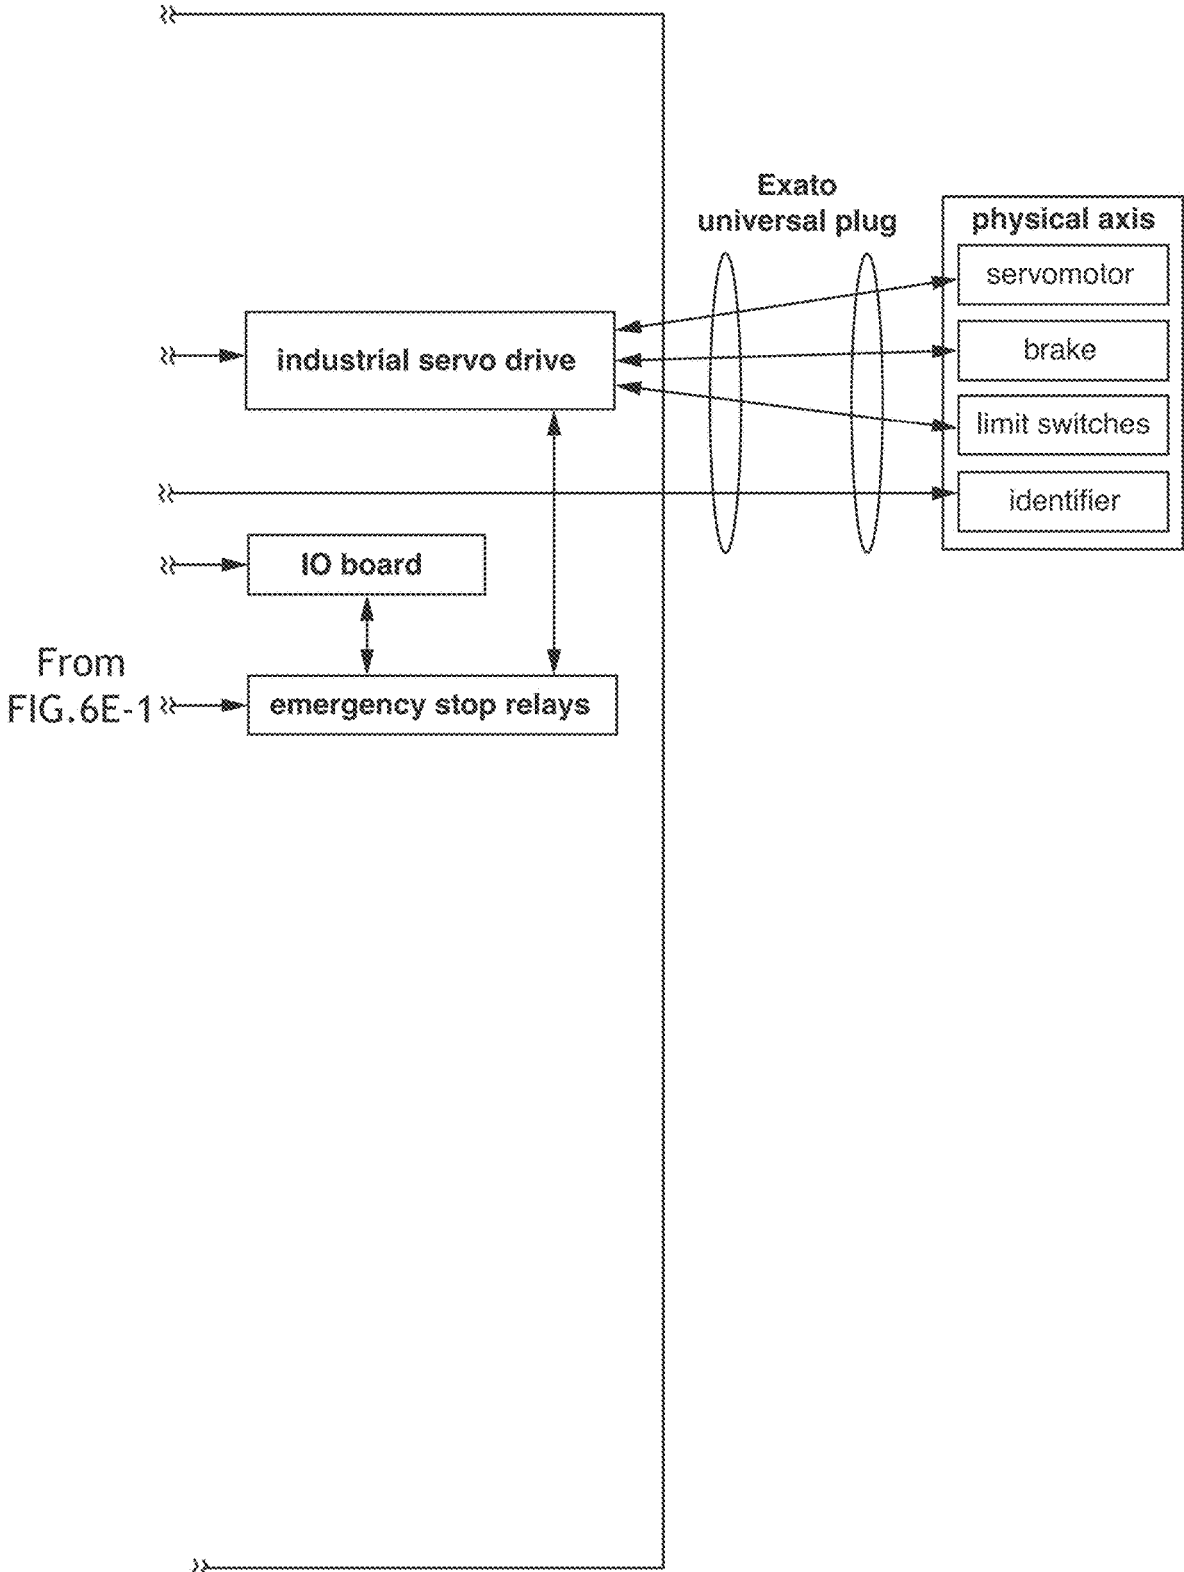 Exato
universal plug
physical axis
servomotor
industrial servo drive
brake
limit switches
identifier
IO board
From
FIG.6E-1
emergency stop relays